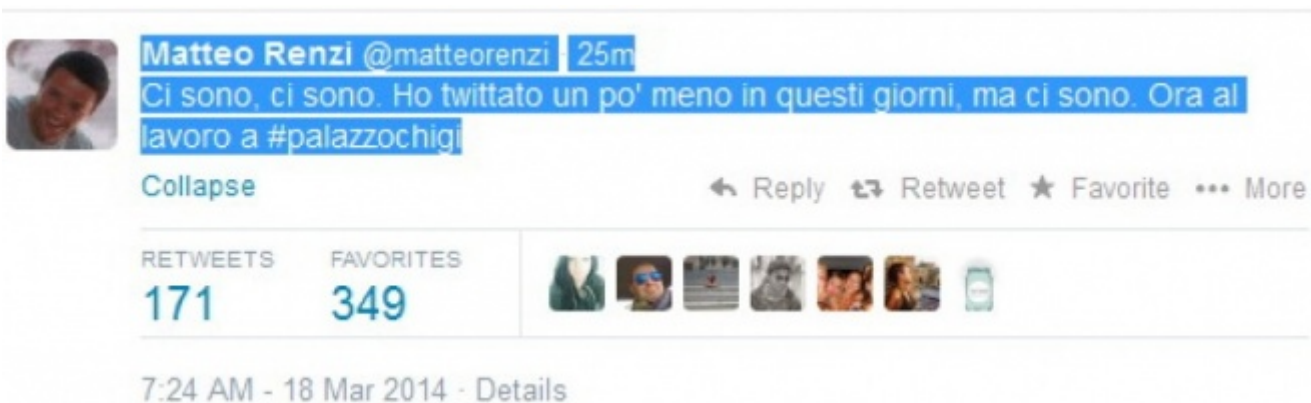 Matteo Renzi @matteorenzi · 25m
Ci sono, ci sono. Ho twittato un po' meno in questi giorni, ma ci sono. Ora al
lavoro a #palazzochigi
Collapse Reply Retweet Favorite More
RETWEETS FAVORITES
171 349
7:24 AM - 18 Mar 2014 · Details